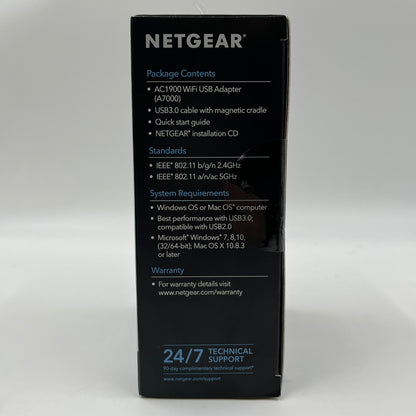 NETGEAR®
Package Contents
• AC1900 WiFi USB Adapter
(A7000)
• USB3.0 cable with magnetic cradle
• Quick start guide
• NETGEAR® installation CD
Standards
• IEEE® 802.11 b/g/n 2.4GHz
• IEEE® 802.11 a/n/ac 5GHz
System Requirements
• Windows OS or Mac OS® computer
• Best performance with USB3.0;
compatible with USB2.0
• Microsoft® Windows® 7, 8,10,
(32/64-bit); Mac OS X 10.8.3
or later
Warranty
• For warranty details visit
www.netgear.com/warranty
24/7 TECHNICAL
SUPPORT
90-day complimentary technical support*
www.netgear.com/support